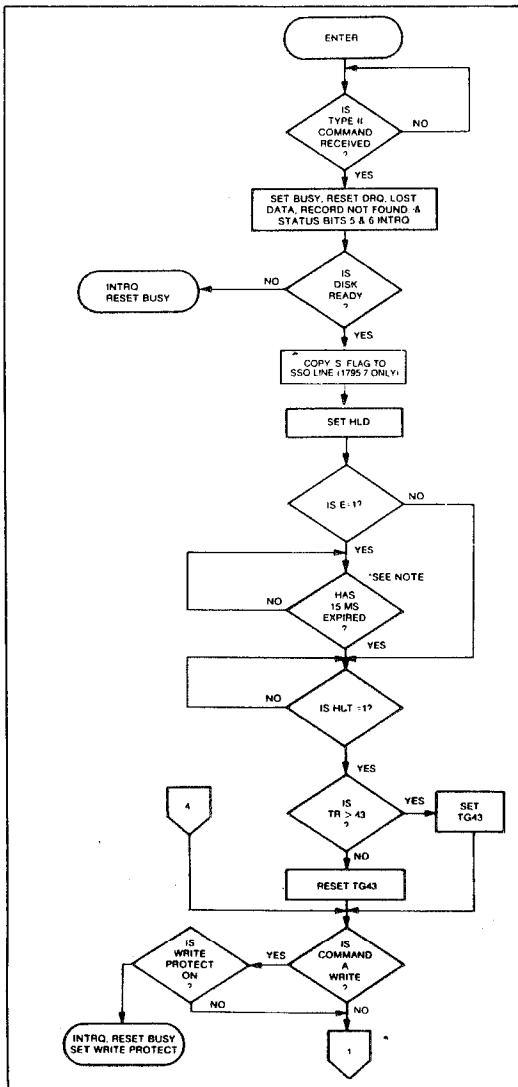 ENTER
IS
TYPE II
COMMAND
RECEIVED
?
NO
YES
SET BUSY, RESET DRQ, LOST
DATA, RECORD NOT FOUND, &
STATUS BITS 5 & 6 INTRQ
IS
DISK
READY
?
NO
INTRQ
RESET BUSY
YES
COPY S FLAG TO
SSO LINE (1795/7 ONLY)
SET HLD
IS E=1?
NO
YES
*SEE NOTE
HAS
15 MS
EXPIRED
?
NO
YES
IS HLT =1?
NO
YES
4
IS
TR > 43
?
YES
SET
TG43
NO
RESET TG43
IS
COMMAND
A
WRITE
?
YES
IS
WRITE
PROTECT
ON
?
NO
NO
INTRQ, RESET BUSY
SET WRITE PROTECT
1